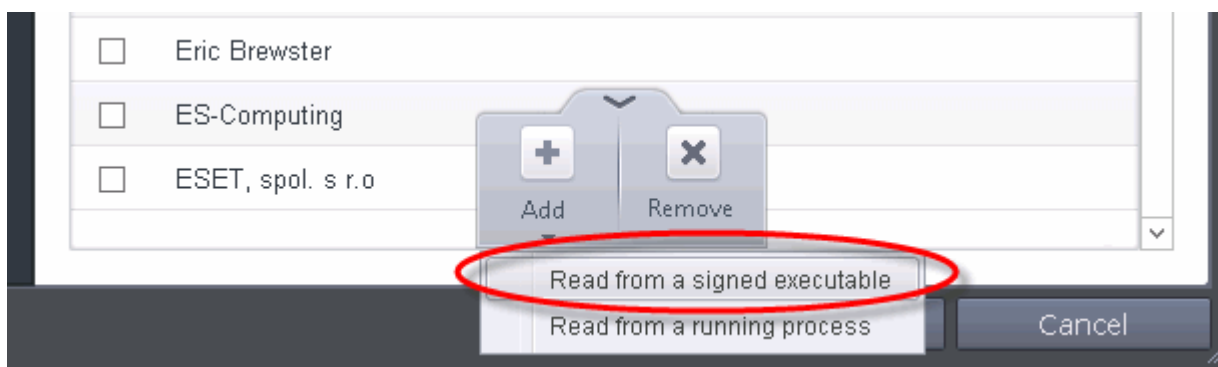 Eric Brewster
ES-Computing
ESET, spol. s r.o
Add Remove
Read from a signed executable
Read from a running process
Cancel